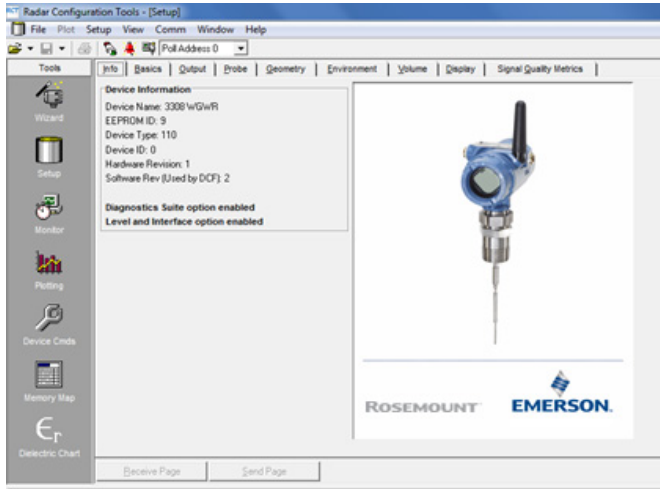 Radar Configuration Tools - [Setup]
File Plot Setup View Comm Window Help
Poll Address 0
Tools
Info Basics Output Probe Geometry Environment Volume Display Signal Quality Metrics
Device Information
Device Name: 3308 WGWR
EEPROM ID: 9
Device Type: 110
Device ID: 0
Hardware Revision: 1
Software Rev (Used by DCF): 2
Diagnostics Suite option enabled
Level and Interface option enabled
Wizard
Setup
Monitor
Plotting
Device Cmds
Memory Map
εr
Dielectric Chart
ROSEMOUNT
EMERSON.
Receive Page Send Page